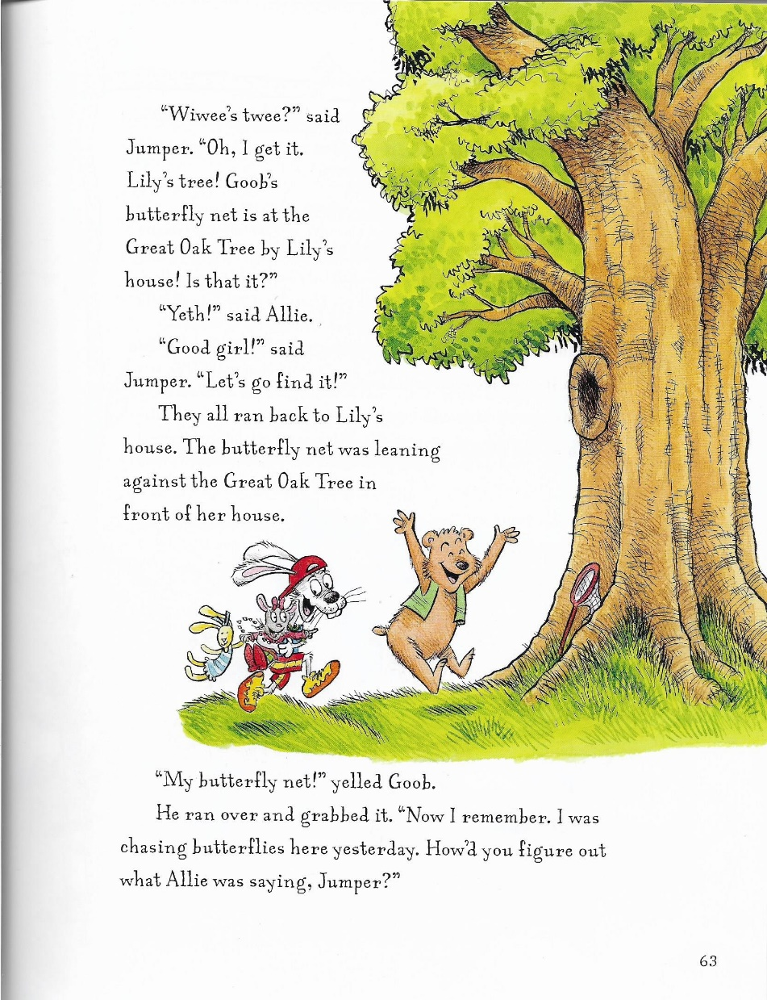 “Wiwee’s twee?” said
Jumper. “Oh, I get it.
Lily’s tree! Goob’s
butterfly net is at the
Great Oak Tree by Lily’s
house! Is that it?”
“Yeth!” said Allie.
“Good girl!” said
Jumper. “Let’s go find it!”
They all ran back to Lily’s
house. The butterfly net was leaning
against the Great Oak Tree in
front of her house.
“My butterfly net!” yelled Goob.
He ran over and grabbed it. “Now I remember. I was
chasing butterflies here yesterday. How’d you figure out
what Allie was saying, Jumper?”
63